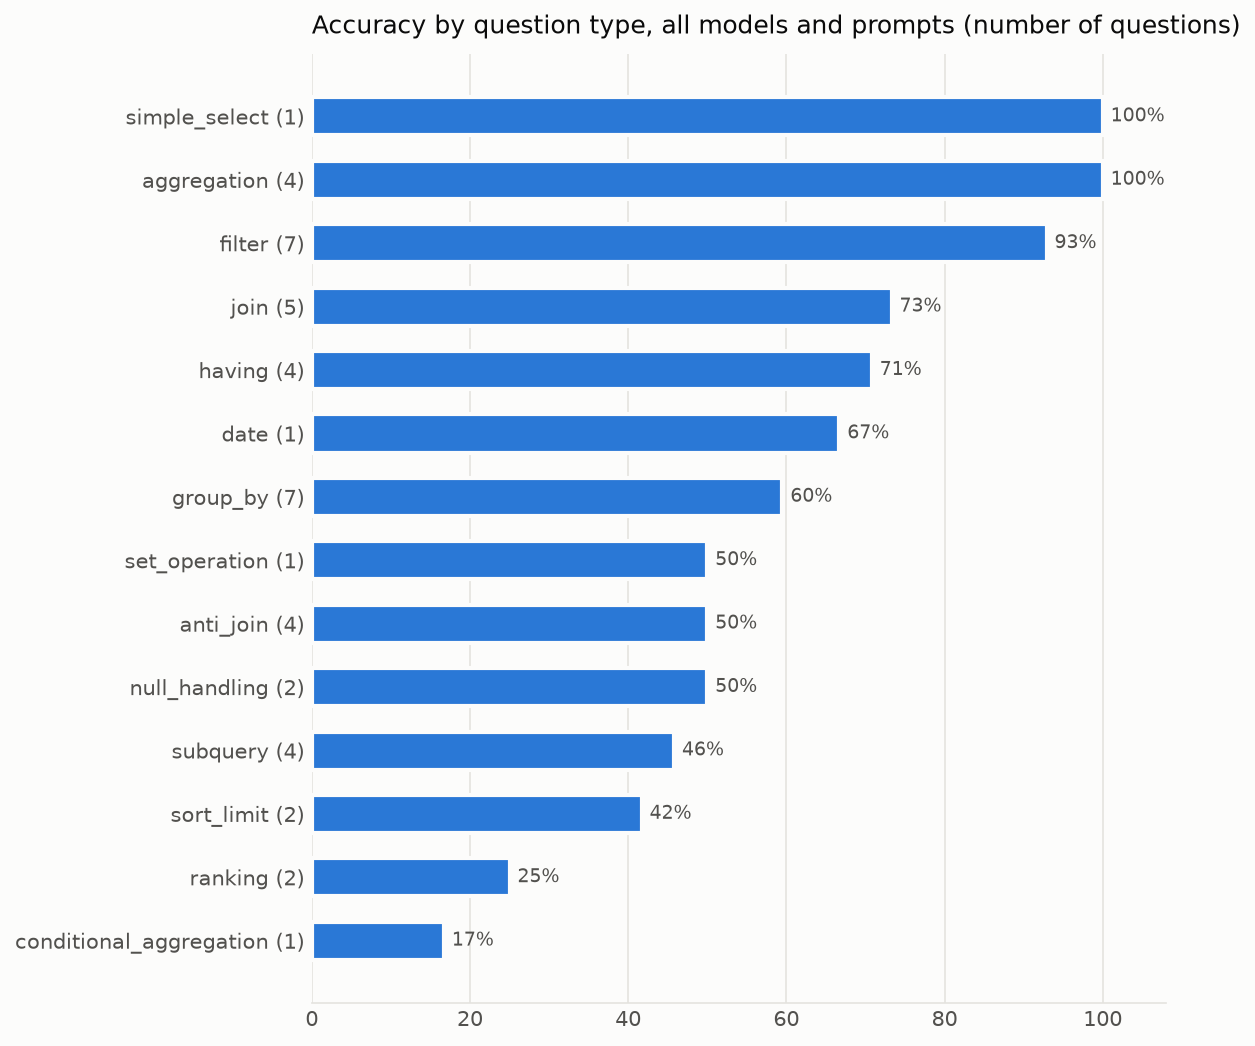 Accuracy by question type, all models and prompts (number of questions)
simple_select (1) 100%
aggregation (4) 100%
filter (7) 93%
join (5) 73%
having (4) 71%
date (1) 67%
group_by (7) 60%
set_operation (1) 50%
anti_join (4) 50%
null_handling (2) 50%
subquery (4) 46%
sort_limit (2) 42%
ranking (2) 25%
conditional_aggregation (1) 17%
0 20 40 60 80 100